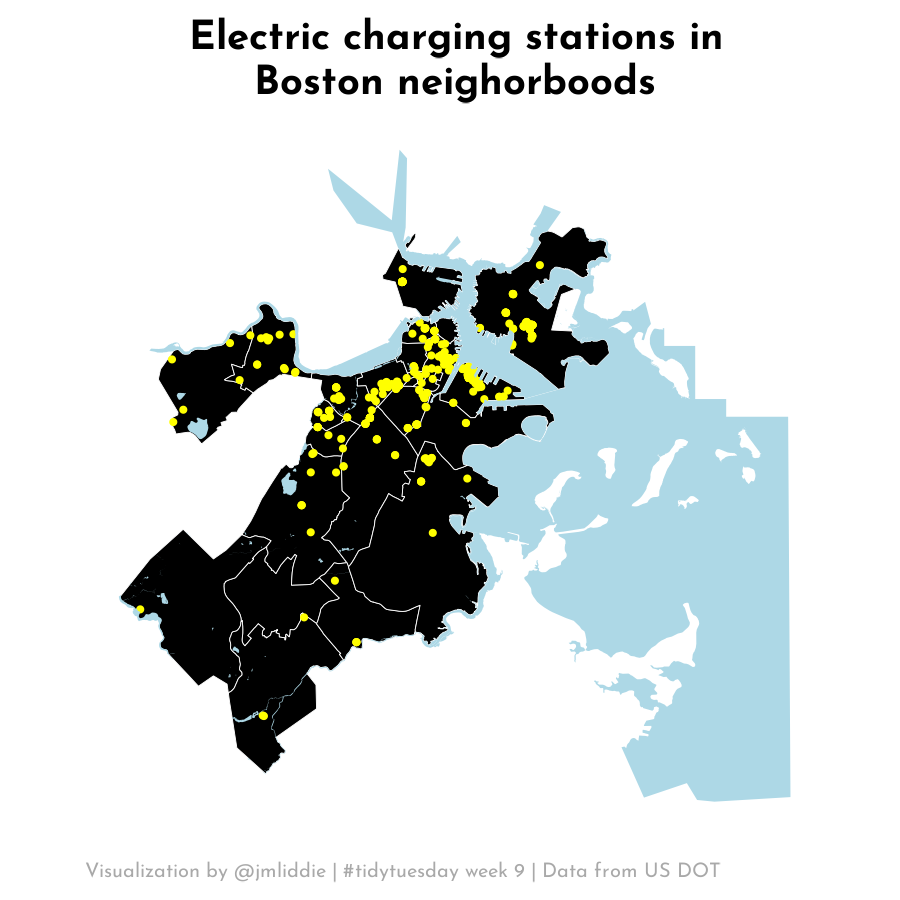 Electric charging stations in
Boston neighorboods
Visualization by @jmliddie | #tidytuesday week 9 | Data from US DOT